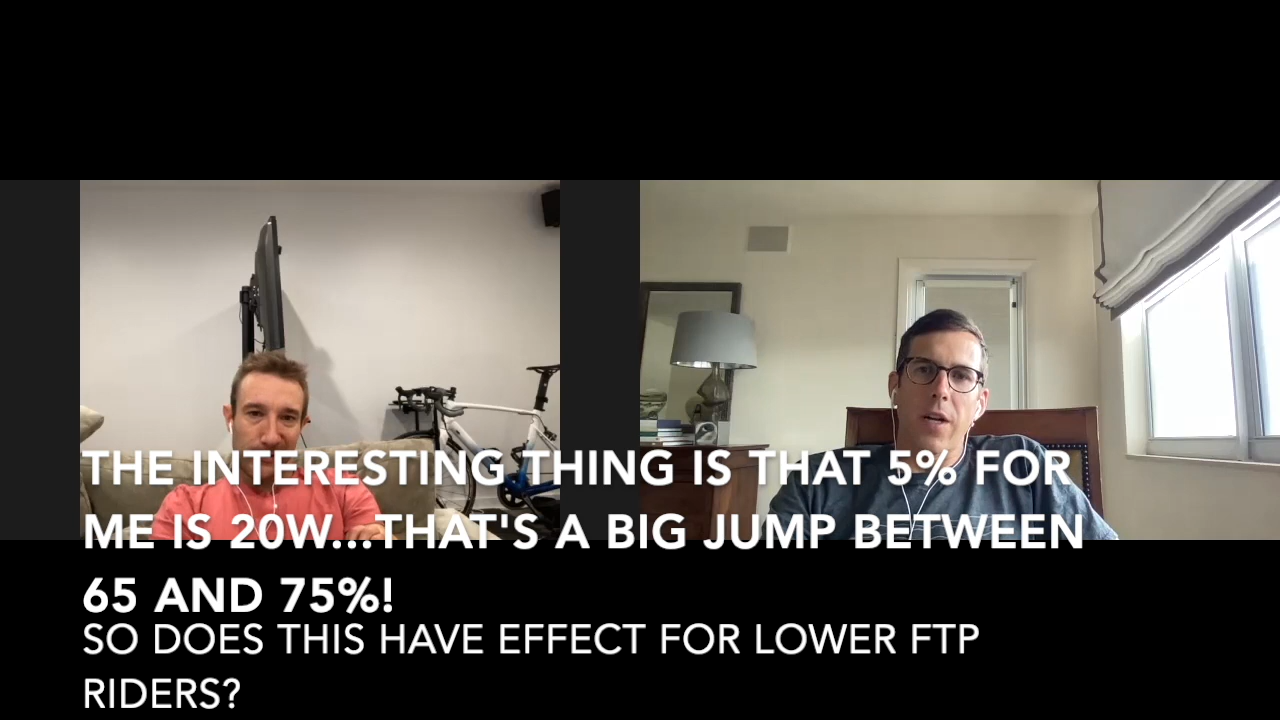 THE INTERESTING THING IS THAT 5% FOR
ME IS 20W...THAT'S A BIG JUMP BETWEEN
65 AND 75%!
SO DOES THIS HAVE EFFECT FOR LOWER FTP
RIDERS?